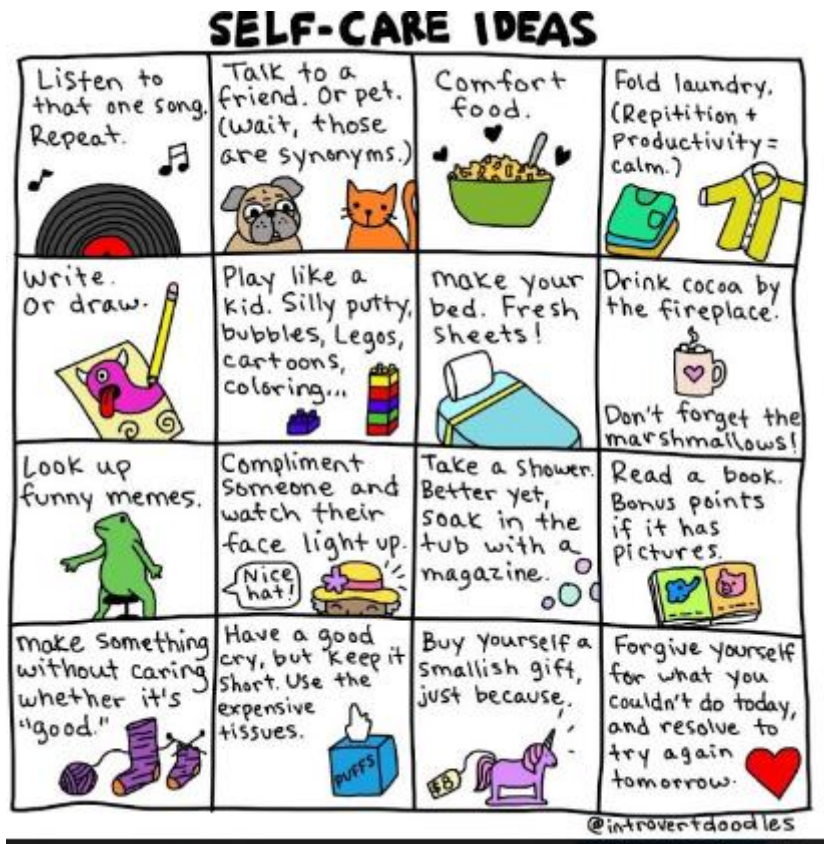 SELF-CARE IDEAS
Listen to
that one song.
Repeat.
Talk to a
friend. Or pet.
(Wait, those
are synonyms.)
Comfort
food.
Fold laundry.
(Repitition +
Productivity =
calm.)
Write.
Or draw.
Play like a
kid. Silly putty,
bubbles, Legos,
cartoons,
coloring...
make your
bed. Fresh
sheets!
Drink cocoa by
the fireplace.
Don't forget the
marshmallows!
Look up
funny memes.
Compliment
someone and
watch their
face light up.
Nice
hat!
Take a shower.
Better yet,
soak in the
tub with a
magazine.
Read a book.
Bonus points
if it has
pictures.
make something
without caring
whether it's
"good."
Have a good
cry, but keep it
short. Use the
expensive
tissues.
PUFFS
Buy yourself a
smallish gift,
just because.
$8
Forgive yourself
for what you
couldn't do today,
and resolve to
try again
tomorrow.
@introvertdoodles